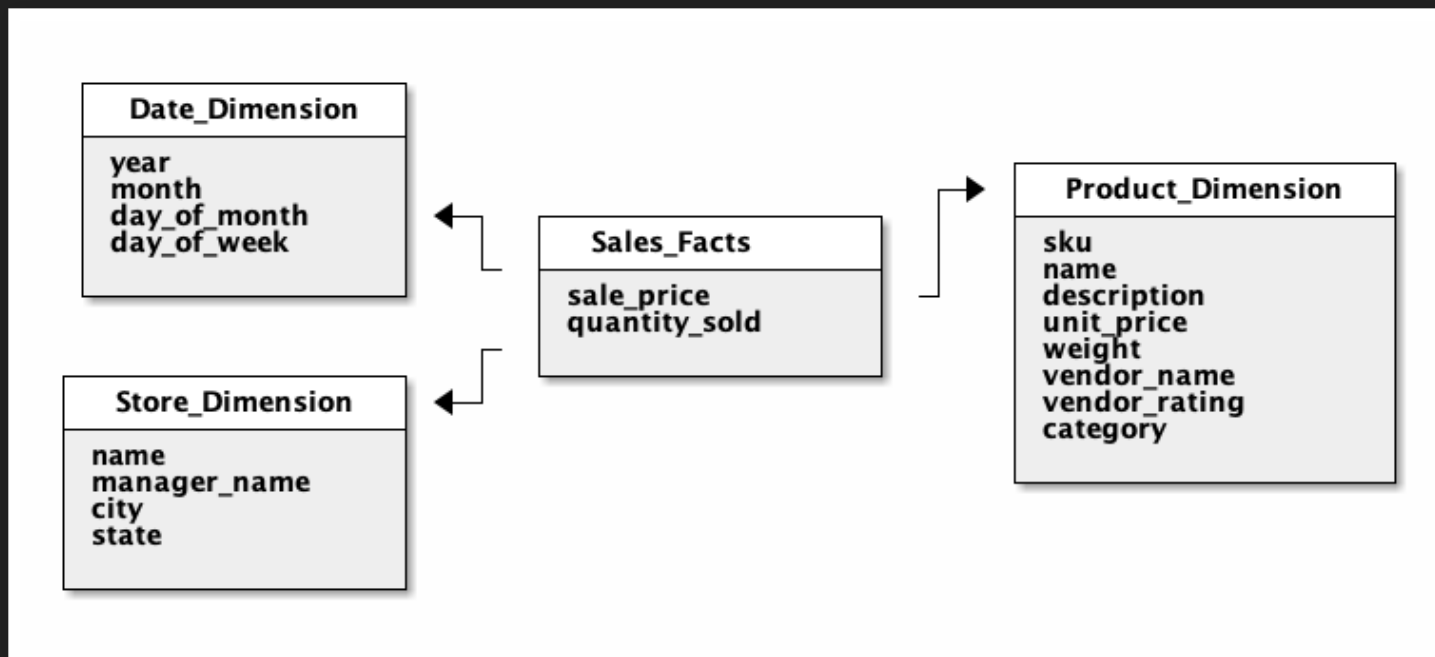 Date_Dimension
year
month
day_of_month
day_of_week
Store_Dimension
name
manager_name
city
state
Sales_Facts
sale_price
quantity_sold
Product_Dimension
sku
name
description
unit_price
weight
vendor_name
vendor_rating
category